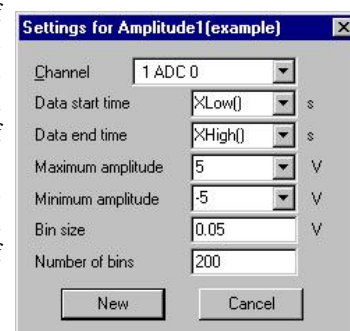 Settings for Amplitude1(example)
Channel 1 ADC 0
Data start time XLow() s
Data end time XHigh() s
Maximum amplitude 5 V
Minimum amplitude -5 V
Bin size 0.05 V
Number of bins 200
New Cancel